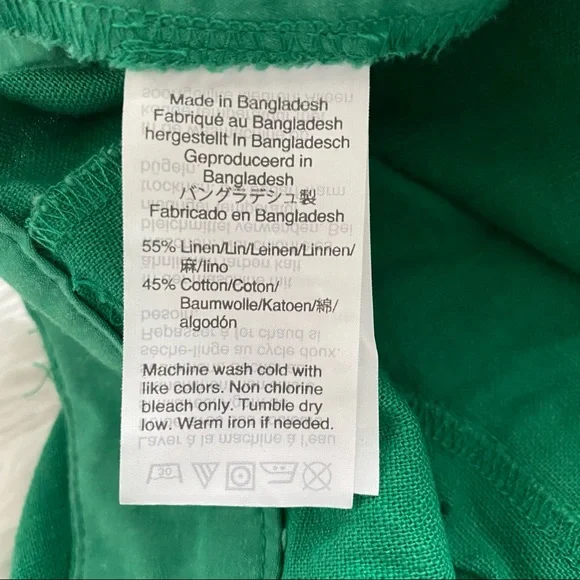 Made in Bangladosh
Fabriqué au Bangladesh
hergestellt In Bangladesch
Geproduceerd in
Bangladesh
バングラデシュ製
Fabricado en Bangladesh
55% Linen/Lin/Leinen/Linnen/
麻/lino
45% Cotton/Coton/
Baumwolle/Katoen/綿/
algodón
Machine wash cold with
like colors. Non chlorine
bleach only. Tumble dry
low. Warm iron if needed.
30